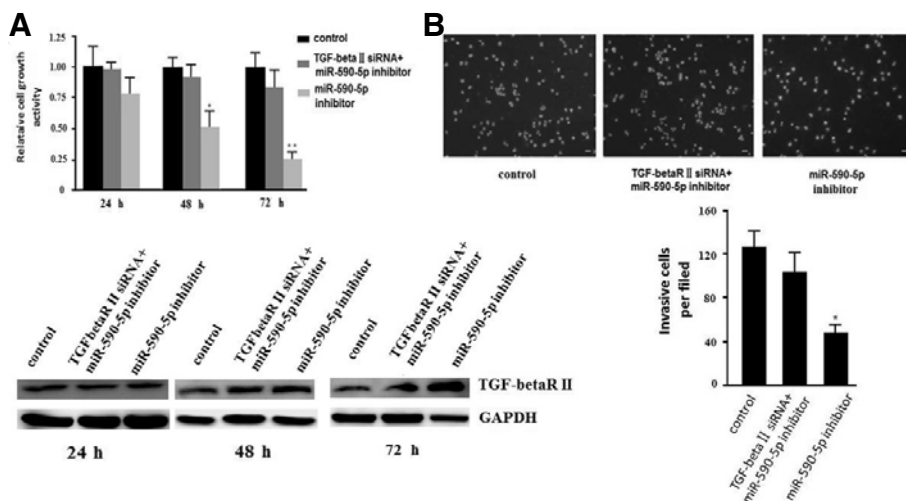 A
Relataive cell growth
activity
1.25
1.00
0.75
0.50
0.25
0
*
**
24 h
48 h
72 h
control
TGF-beta II siRNA+
miR-590-5p inhibitor
miR-590-5p
inhibitor
control
TGFbetaR II siRNA+
miR-590-5p inhibitor
miR-590-5p inhibitor
control
TGFbetaR II siRNA+
miR-590-5p inhibitor
miR-590-5p inhibitor
control
TGFbetaR II siRNA+
miR-590-5p inhibitor
miR-590-5p inhibitor
TGF-betaR II
GAPDH
24 h
48 h
72 h
B
control
TGF-betaR II siRNA+
miR-590-5p inhibitor
miR-590-5p
inhibitor
Invasive cells
per filed
160
120
80
40
0
*
control
TGF-beta II siRNA+
miR-590-5p inhibitor
miR-590-5p inhibitor